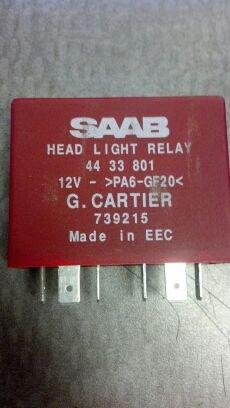 SAAB
HEAD LIGHT RELAY
44 33 801
12V - >PA6-GF20<
G. CARTIER
739215
Made in EEC